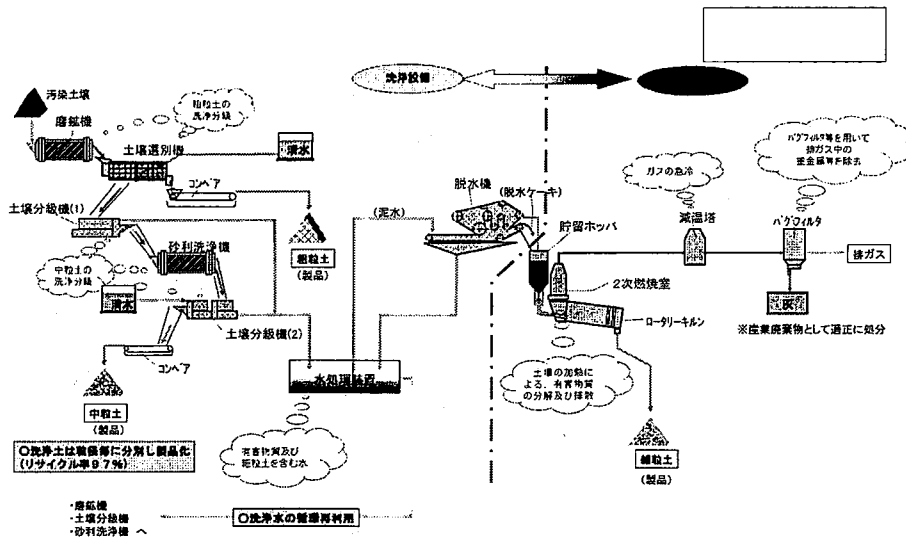 洗浄設備
汚染土壌
磨鉱機
粗粒土の
洗浄分級
土壌選別機
清水
コンベア
土壌分級機(1)
砂利洗浄機
粗粒土
(製品)
中粒土の
洗浄分級
清水
土壌分級機(2)
コンベア
中粒土
(製品)
水処理装置
(泥水)
脱水機
(脱水ケーキ)
貯留ホッパ
ガスの急冷
減温塔
バグフィルタ等を用いて
排ガス中の
重金属等を除去
バグフィルタ
排ガス
灰
※産業廃棄物として適正に処分
2次燃焼室
ロータリーキルン
土壌の加熱に
よる、有害物質
の分解及び揮散
細粒土
(製品)
有害物質及び
細粒土を含む水
〇洗浄土は粒径毎に分別し製品化
(リサイクル率97%)
・磨鉱機
・土壌分級機
・砂利洗浄機 へ
〇洗浄水の循環再利用